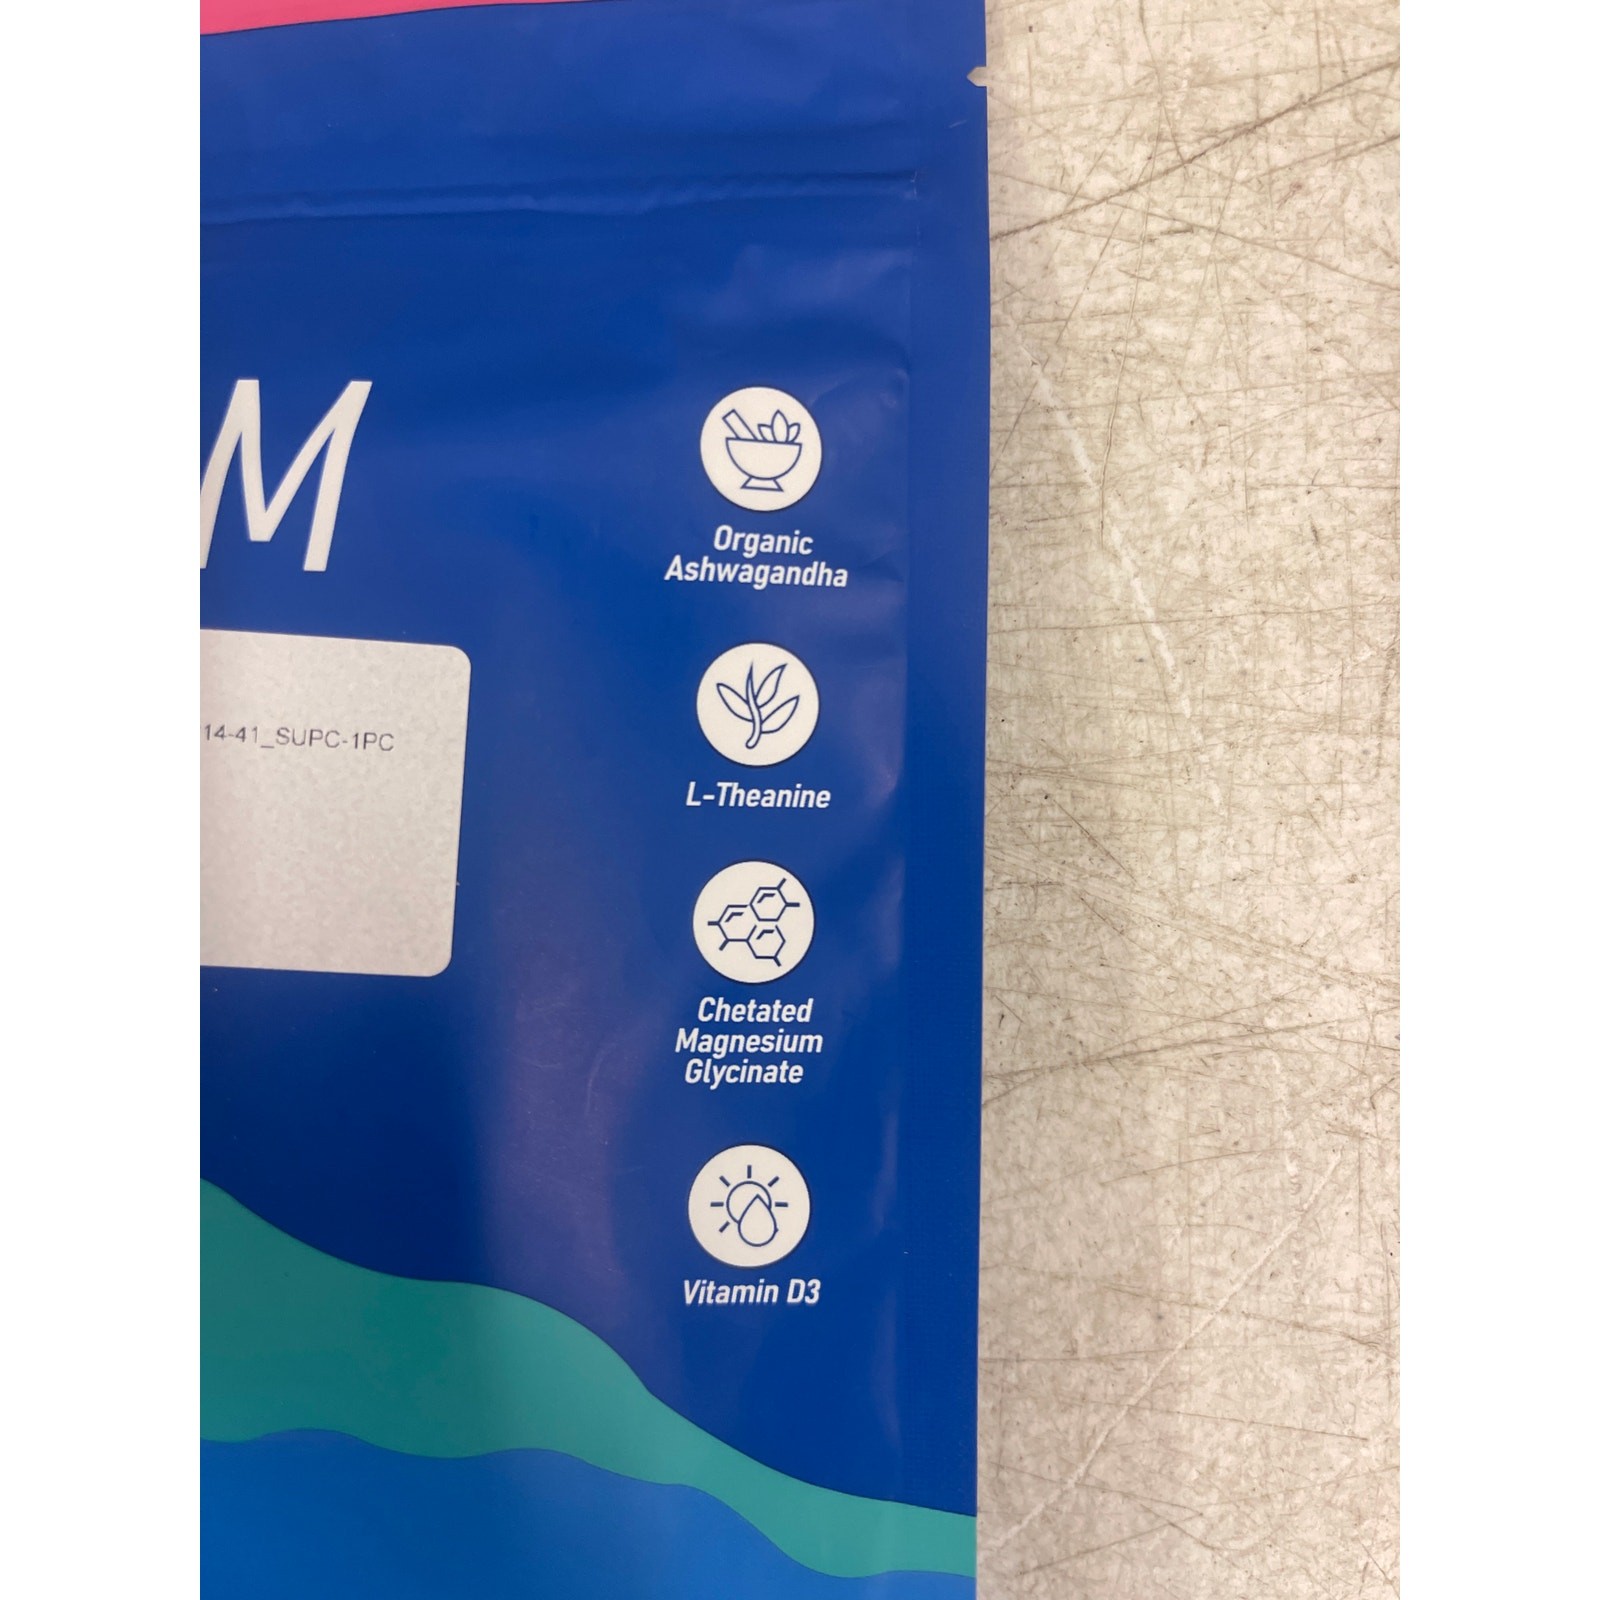 M
14-41_SUPC-1PC
Organic
Ashwagandha
L-Theanine
Chetated
Magnesium
Glycinate
Vitamin D3